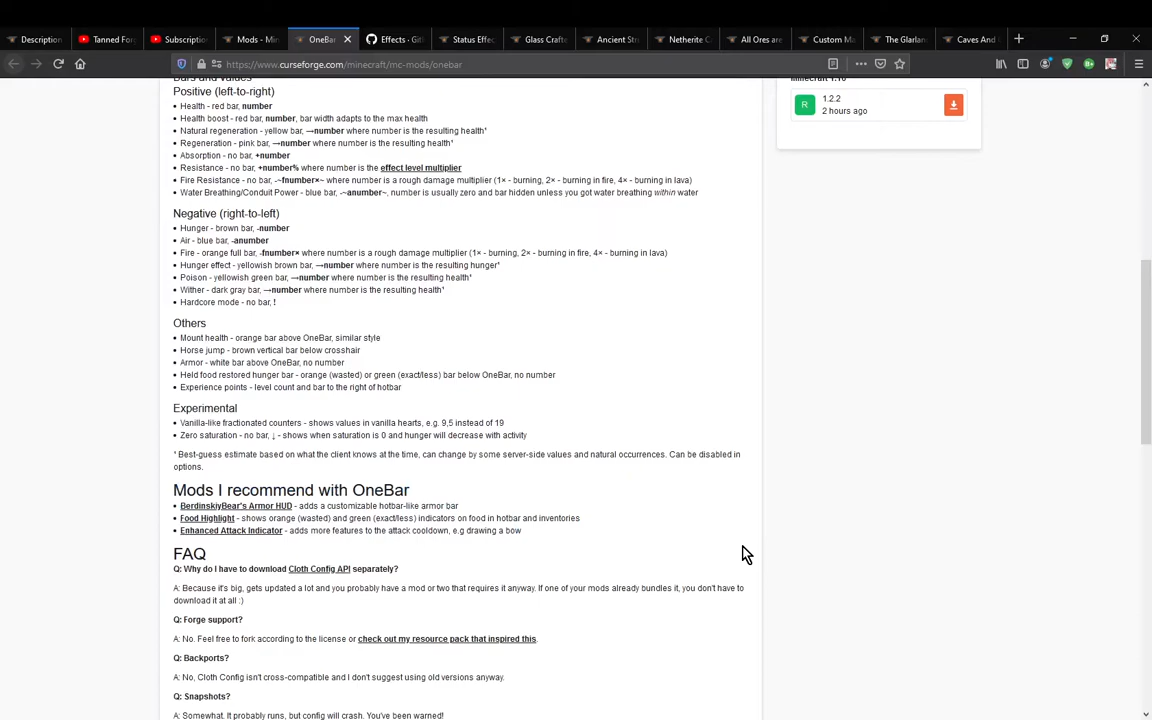 Description
Tanned For
Subscriptio
Mods - Min
OneBar
Effects · Git
Status Effec
Glass Crafte
Ancient Str
Netherite C
All Ores are
Custom Ma
The Garlan
Caves And
https://www.curseforge.com/minecraft/mc-mods/onebar
Bars and values
Minecraft 1.16
Positive (left-to-right)
R 1.2.2
2 hours ago
• Health - red bar, number
• Health boost - red bar, number, bar width adapts to the max health
• Natural regeneration - yellow bar, →number where number is the resulting health*
• Regeneration - pink bar, →number where number is the resulting health*
• Absorption - no bar, +number
• Resistance - no bar, +number% where number is the effect level multiplier
• Fire Resistance - no bar, -~fnumber×~ where number is a rough damage multiplier (1× - burning, 2× - burning in fire, 4× - burning in lava)
• Water Breathing/Conduit Power - blue bar, -~anumber~, number is usually zero and bar hidden unless you got water breathing within water
Negative (right-to-left)
• Hunger - brown bar, -number
• Air - blue bar, -anumber
• Fire - orange full bar, -fnumber× where number is a rough damage multiplier (1× - burning, 2× - burning in fire, 4× - burning in lava)
• Hunger effect - yellowish brown bar, →number where number is the resulting hunger*
• Poison - yellowish green bar, →number where number is the resulting health*
• Wither - dark gray bar, →number where number is the resulting health*
• Hardcore mode - no bar, !
Others
• Mount health - orange bar above OneBar, similar style
• Horse jump - brown vertical bar below crosshair
• Armor - white bar above OneBar, no number
• Held food restored hunger bar - orange (wasted) or green (exact/less) bar below OneBar, no number
• Experience points - level count and bar to the right of hotbar
Experimental
• Vanilla-like fractionated counters - shows values in vanilla hearts, e.g. 9,5 instead of 19
• Zero saturation - no bar, ↓ - shows when saturation is 0 and hunger will decrease with activity
* Best-guess estimate based on what the client knows at the time, can change by some server-side values and natural occurrences. Can be disabled in
options.
Mods I recommend with OneBar
• BerdinskiyBear's Armor HUD - adds a customizable hotbar-like armor bar
• Food Highlight - shows orange (wasted) and green (exact/less) indicators on food in hotbar and inventories
• Enhanced Attack Indicator - adds more features to the attack cooldown, e.g drawing a bow
FAQ
Q: Why do I have to download Cloth Config API separately?
A: Because it's big, gets updated a lot and you probably have a mod or two that requires it anyway. If one of your mods already bundles it, you don't have to
download it at all :)
Q: Forge support?
A: No. Feel free to fork according to the license or check out my resource pack that inspired this.
Q: Backports?
A: No, Cloth Config isn't cross-compatible and I don't suggest using old versions anyway.
Q: Snapshots?
A: Somewhat. It probably runs, but config will crash. You've been warned!